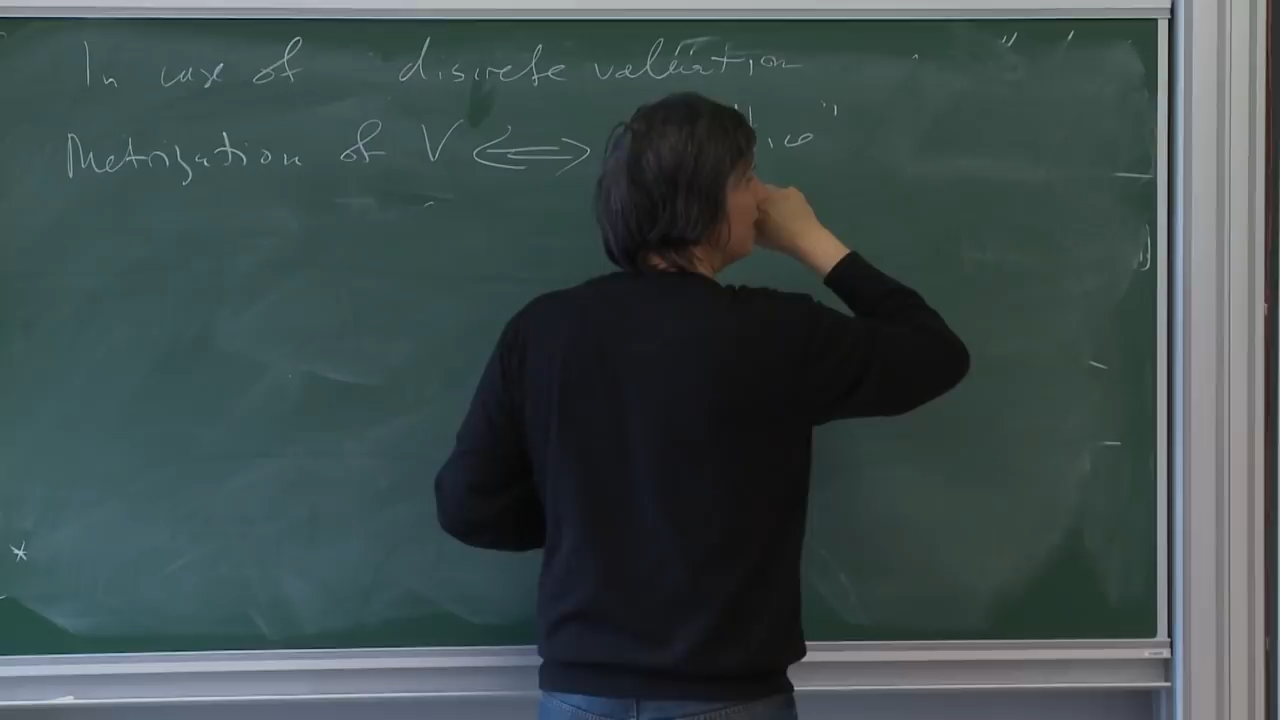 In case of discrete valuation
Metrization of V ⟺